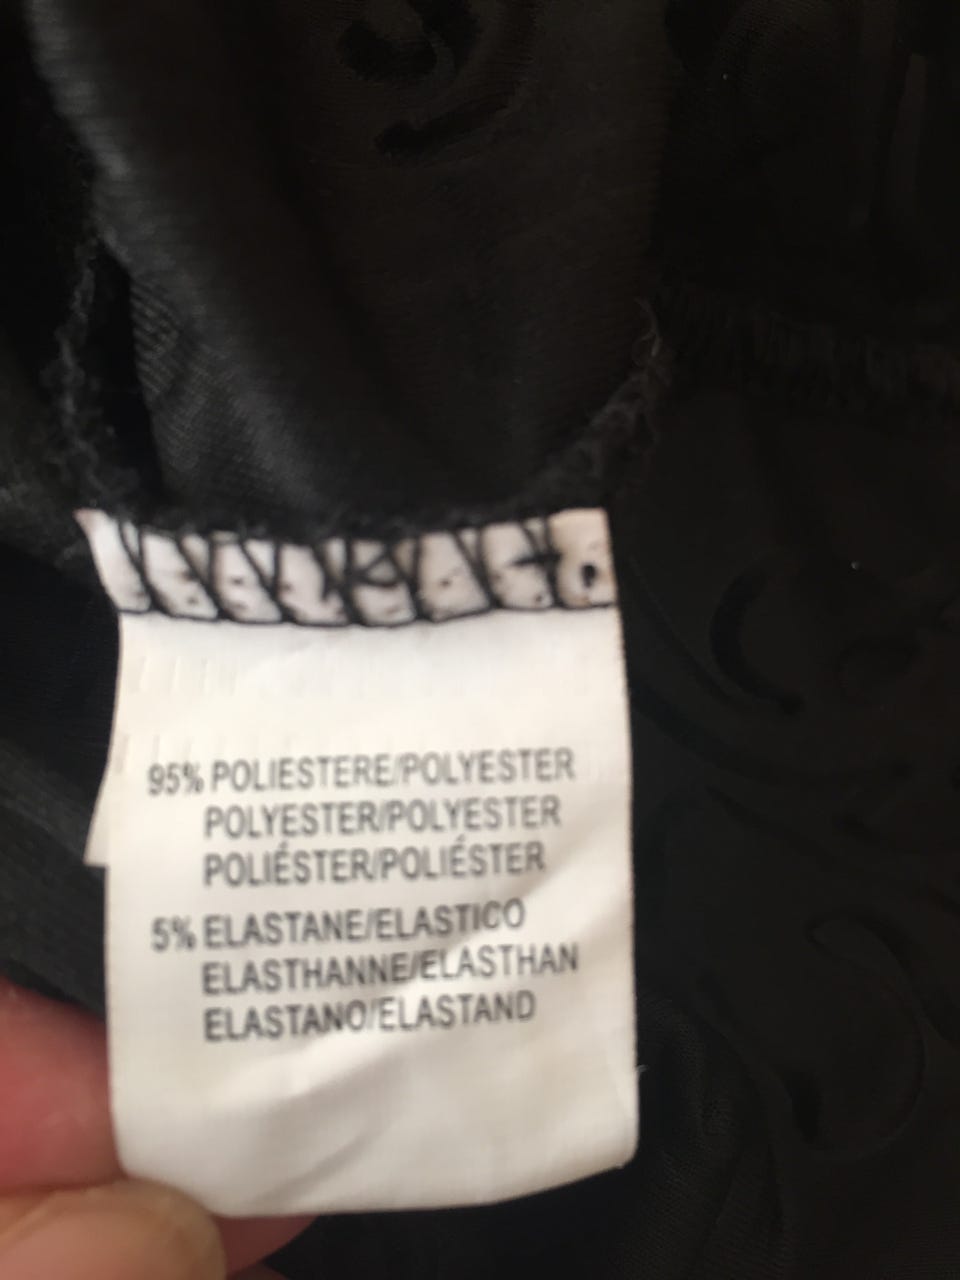 95% POLIESTERE/POLYESTER
POLYESTER/POLYESTER
POLIÉSTER/POLIÉSTER
5% ELASTANE/ELASTICO
ELASTHANNE/ELASTHAN
ELASTANO/ELASTAND